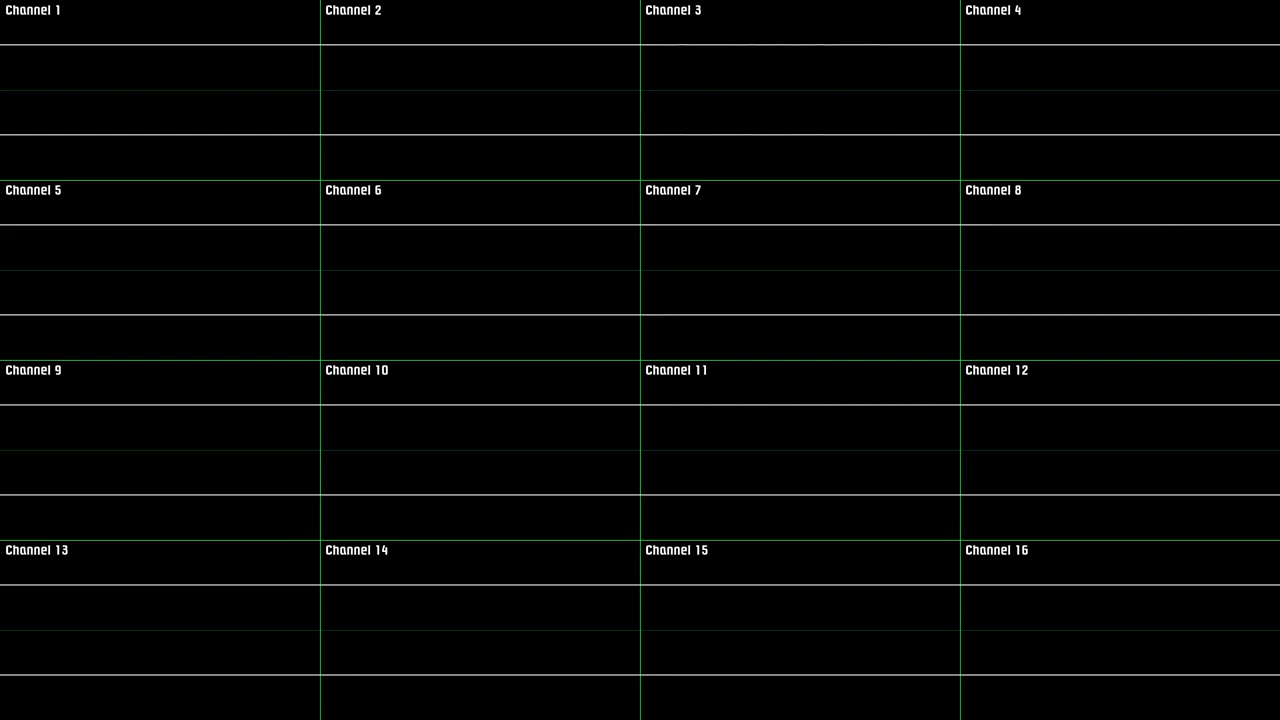 Channel 1
Channel 2
Channel 3
Channel 4
Channel 5
Channel 6
Channel 7
Channel 8
Channel 9
Channel 10
Channel 11
Channel 12
Channel 13
Channel 14
Channel 15
Channel 16